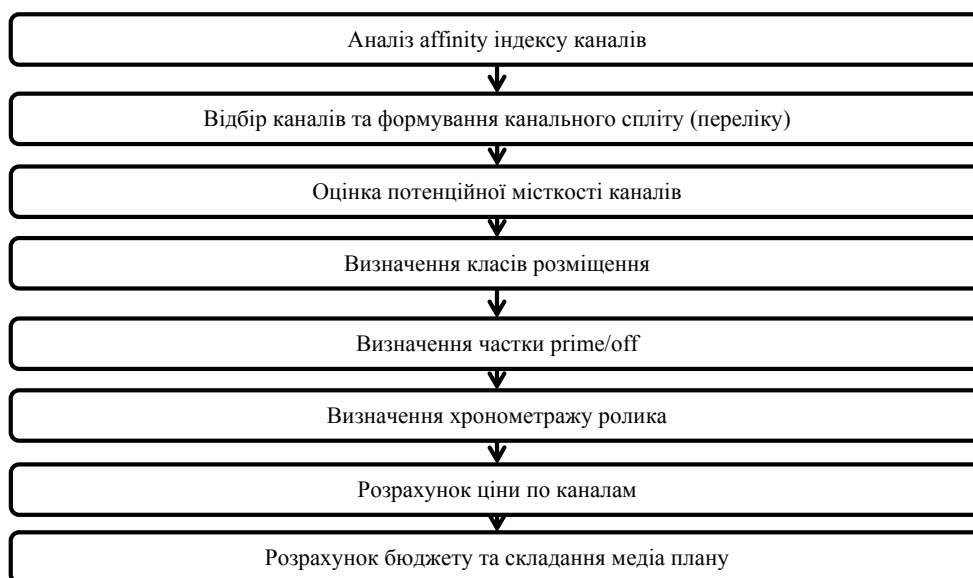 Аналіз affinity індексу каналів
Відбір каналів та формування канального спліту (переліку)
Оцінка потенційної місткості каналів
Визначення класів розміщення
Визначення частки prime/off
Визначення хронометражу ролика
Розрахунок ціни по каналам
Розрахунок бюджету та складання медіа плану